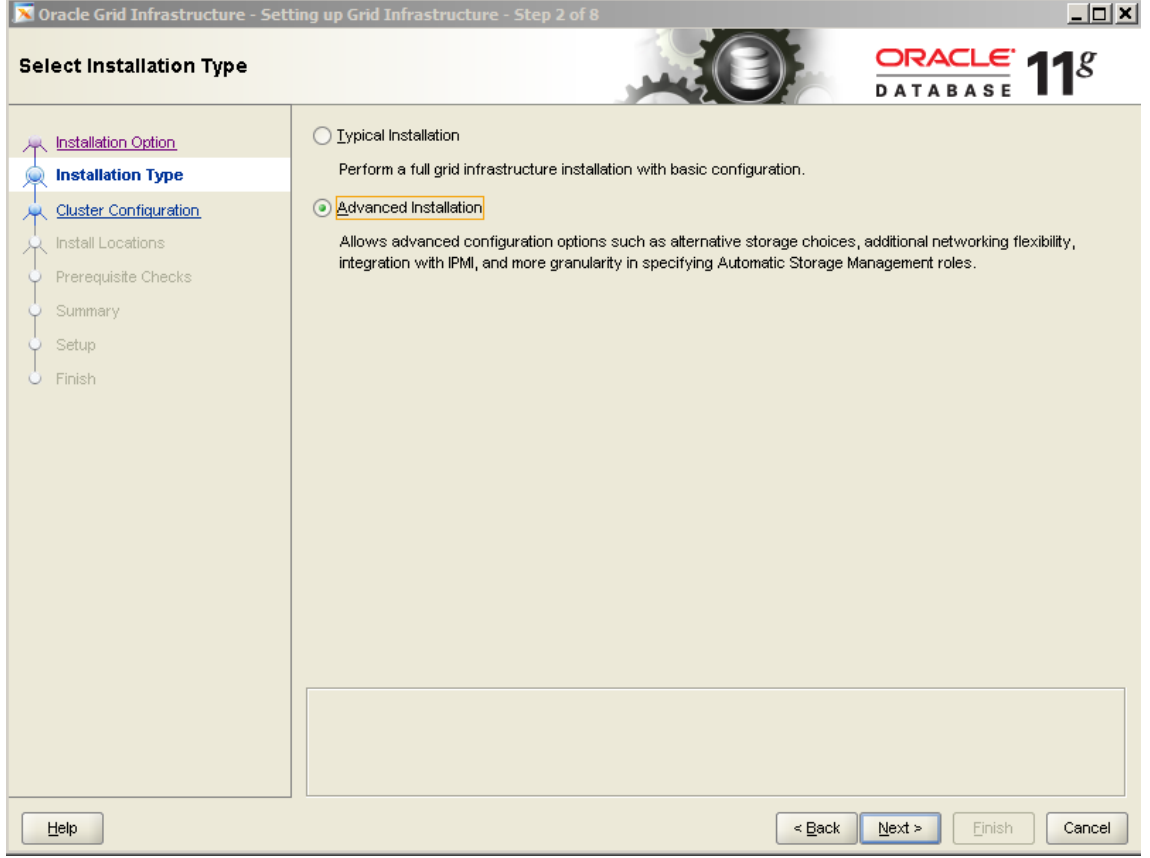 Oracle Grid Infrastructure - Setting up Grid Infrastructure - Step 2 of 8
Select Installation Type
ORACLE
DATABASE
11g
Installation Option
Installation Type
Cluster Configuration
Install Locations
Prerequisite Checks
Summary
Setup
Finish
Typical Installation
Perform a full grid infrastructure installation with basic configuration.
Advanced Installation
Allows advanced configuration options such as alternative storage choices, additional networking flexibility,
integration with IPMI, and more granularity in specifying Automatic Storage Management roles.
Help
< Back
Next >
Finish
Cancel